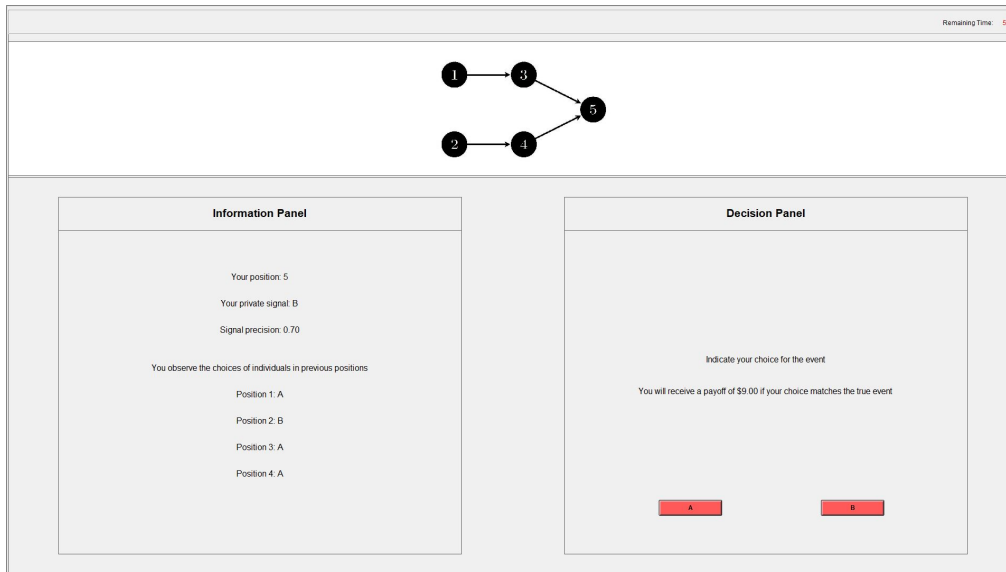 Remaining Time: 5
1
3
5
2
4
Information Panel
Your position: 5
Your private signal: B
Signal precision: 0.70
You observe the choices of individuals in previous positions
Position 1: A
Position 2: B
Position 3: A
Position 4: A
Decision Panel
Indicate your choice for the event
You will receive a payoff of $9.00 if your choice matches the true event
A
B